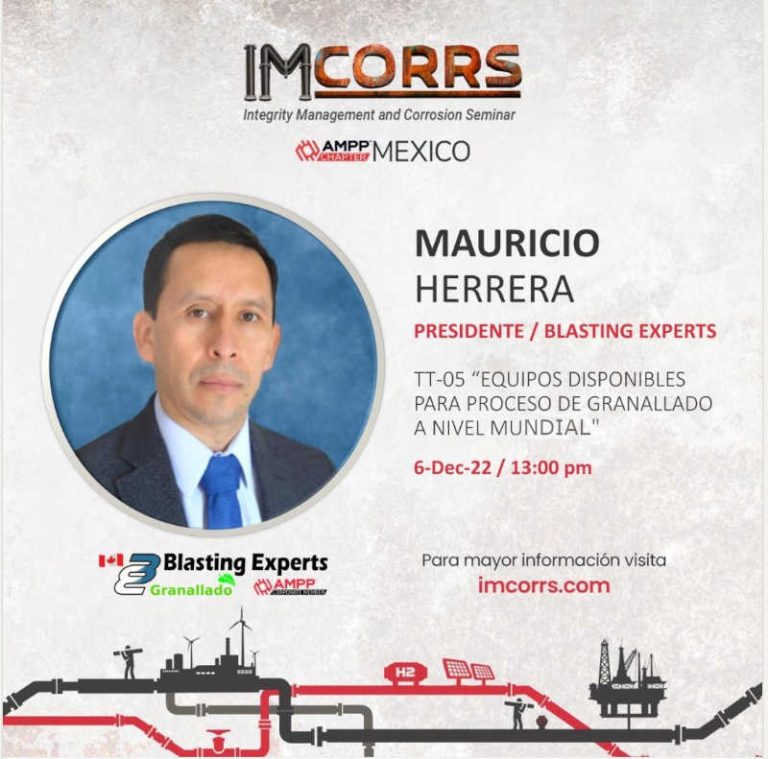 IMCORRS
Integrity Management and Corrosion Seminar
AMPP CHAPTER MEXICO
MAURICIO
HERRERA
PRESIDENTE / BLASTING EXPERTS
TT-05 “EQUIPOS DISPONIBLES
PARA PROCESO DE GRANALLADO
A NIVEL MUNDIAL"
6-Dec-22 / 13:00 pm
Blasting Experts
Granallado
AMPP
CORPORATE MEMBER
Para mayor información visita
imcorrs.com
H2